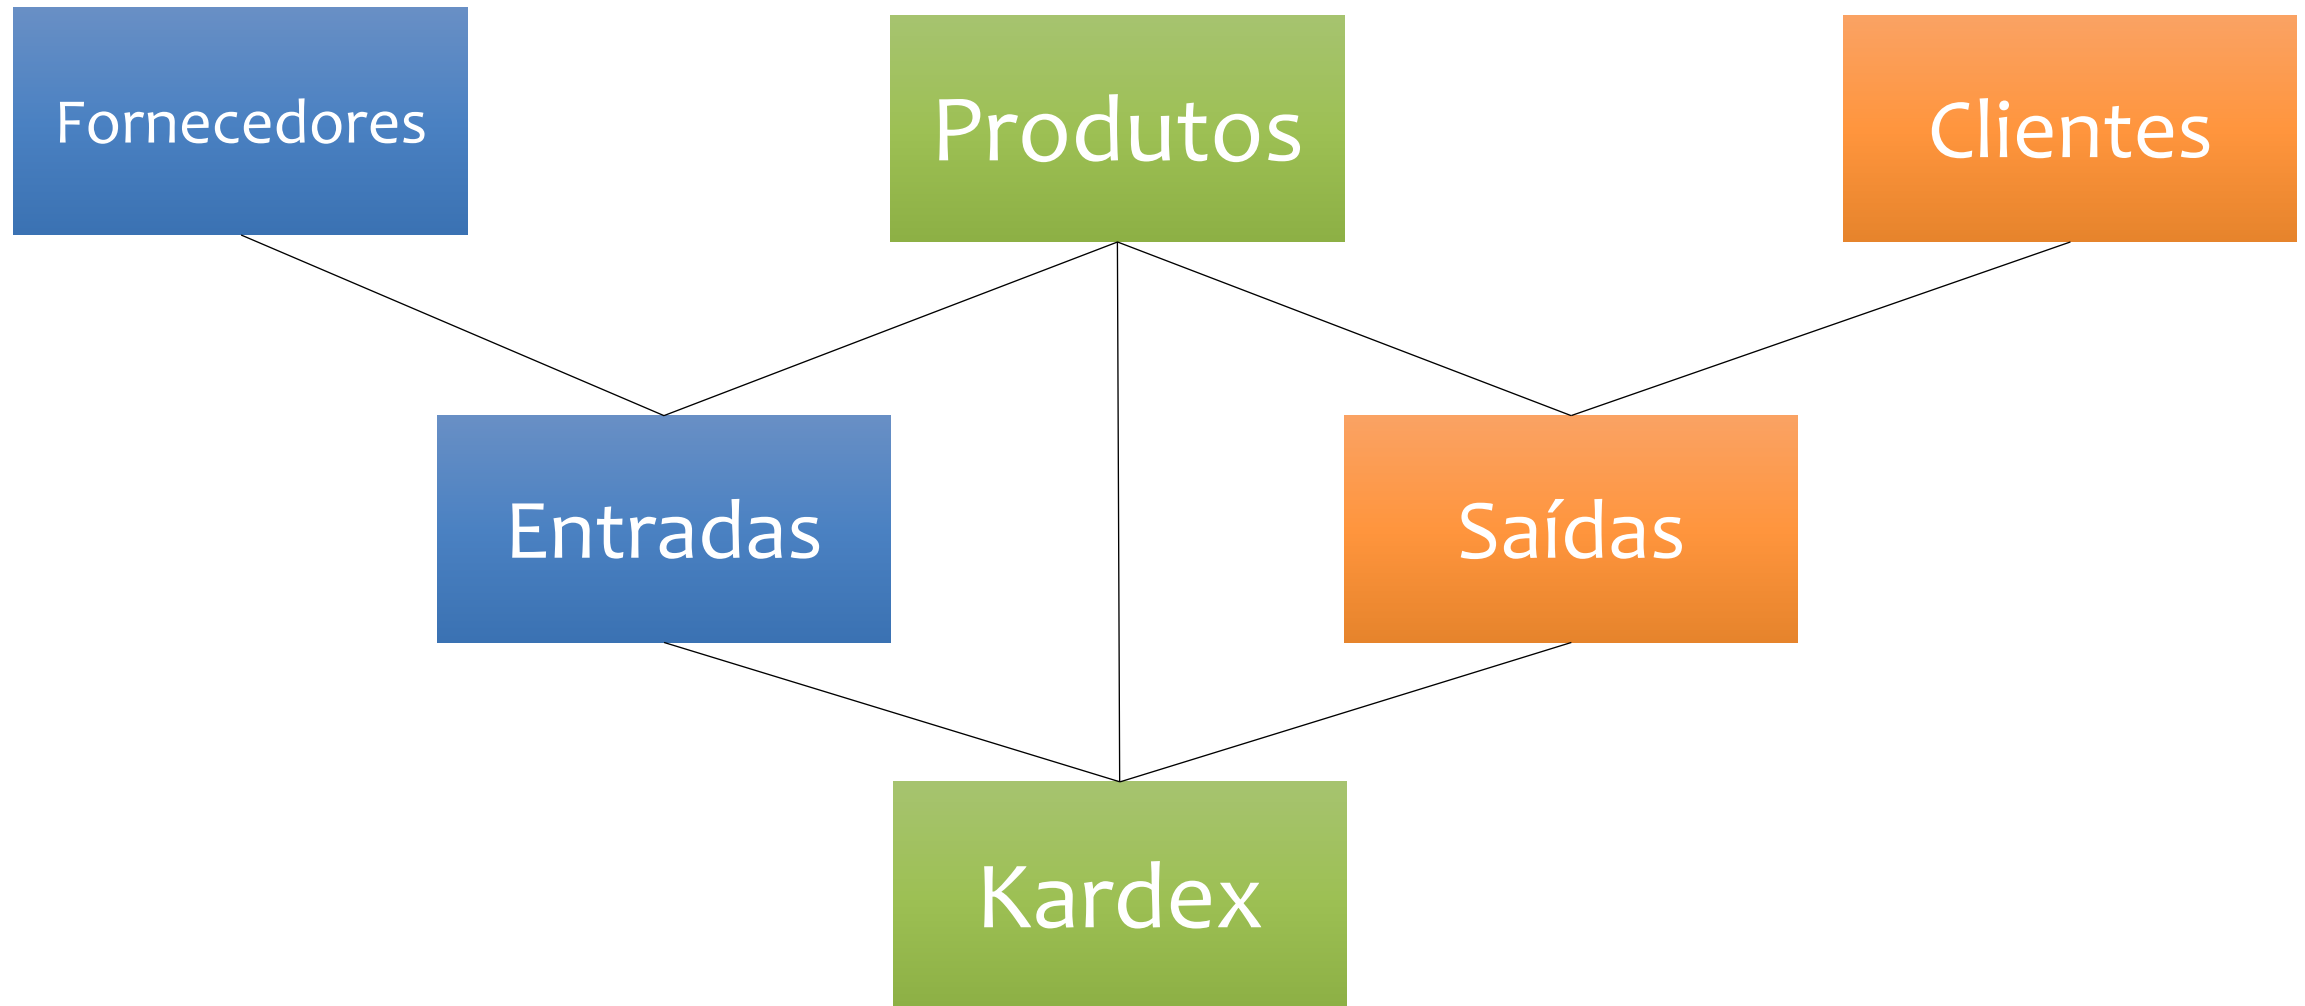 Fornecedores
Produtos
Clientes
Entradas
Saídas
Kardex